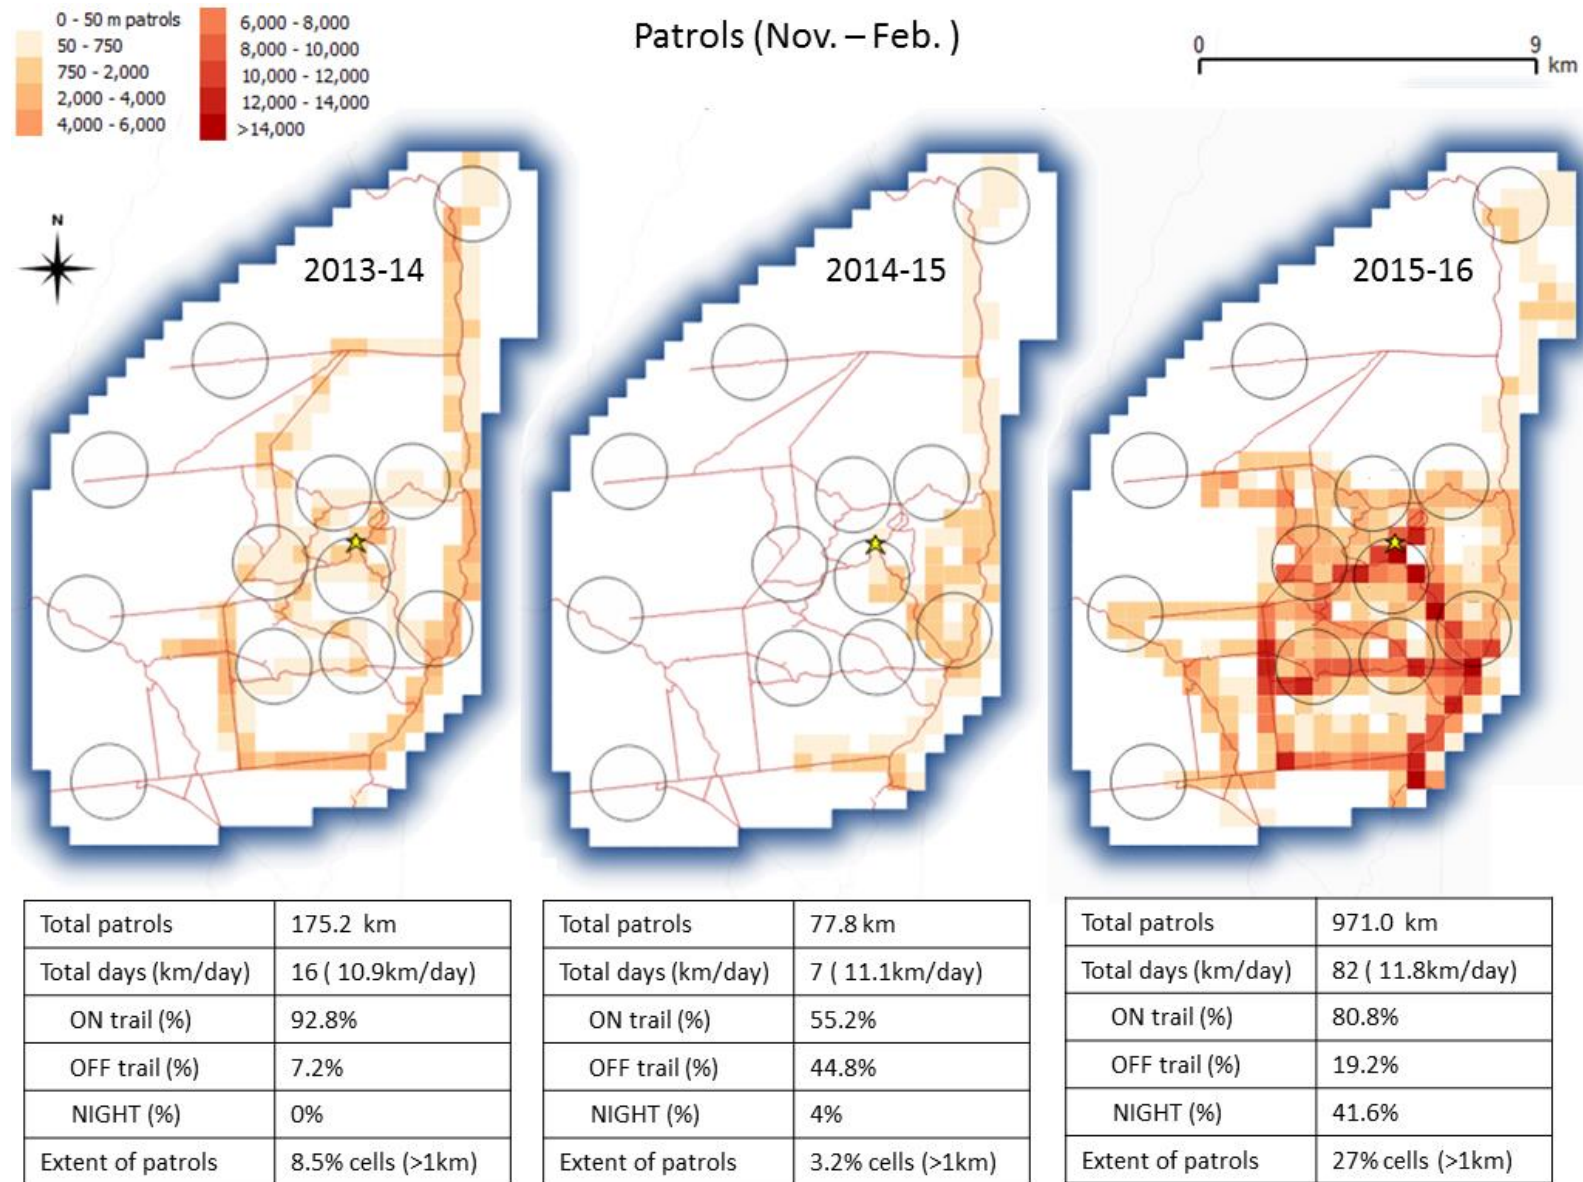 Patrols (Nov. – Feb. )
0 - 50 m patrols
50 - 750
750 - 2,000
2,000 - 4,000
4,000 - 6,000
6,000 - 8,000
8,000 - 10,000
10,000 - 12,000
12,000 - 14,000
>14,000
0 9
km
N
2013-14
2014-15
2015-16
Total patrols 175.2 km
Total days (km/day) 16 ( 10.9km/day)
ON trail (%) 92.8%
OFF trail (%) 7.2%
NIGHT (%) 0%
Extent of patrols 8.5% cells (>1km)
Total patrols 77.8 km
Total days (km/day) 7 ( 11.1km/day)
ON trail (%) 55.2%
OFF trail (%) 44.8%
NIGHT (%) 4%
Extent of patrols 3.2% cells (>1km)
Total patrols 971.0 km
Total days (km/day) 82 ( 11.8km/day)
ON trail (%) 80.8%
OFF trail (%) 19.2%
NIGHT (%) 41.6%
Extent of patrols 27% cells (>1km)